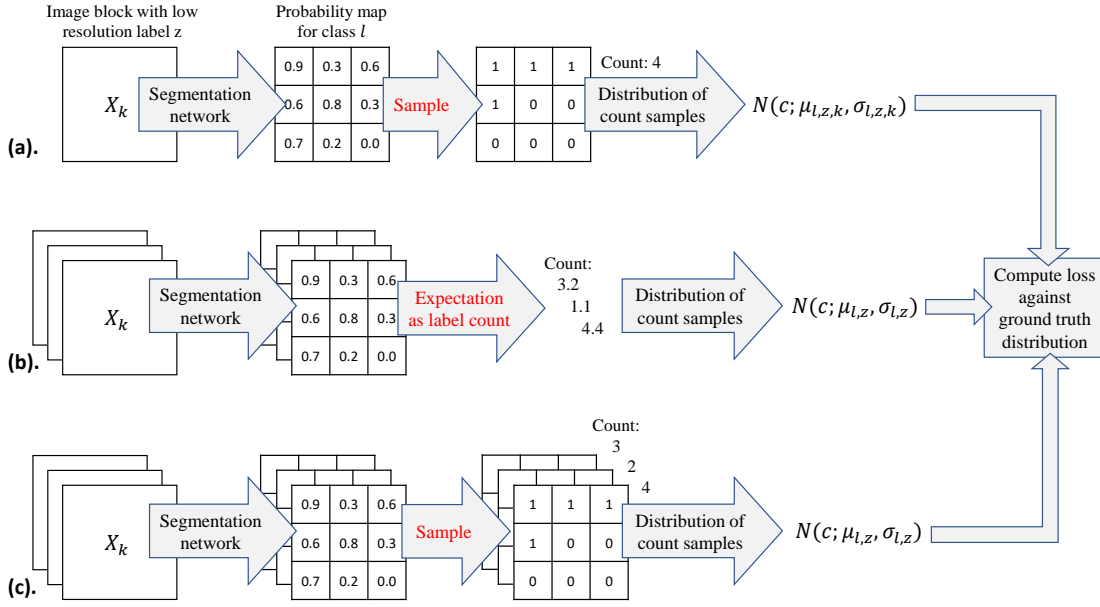 Image block with low
resolution label z
Probability map
for class l
X_k
Segmentation
network
0.9 0.3 0.6
0.6 0.8 0.3
0.7 0.2 0.0
Sample
1 1 1
1 0 0
0 0 0
Count: 4
Distribution of
count samples
N(c; μ_{l,z,k}, σ_{l,z,k})
(a).
X_k
Segmentation
network
0.9 0.3 0.6
0.6 0.8 0.3
0.7 0.2 0.0
Expectation
as label count
Count:
3.2
1.1
4.4
Distribution of
count samples
N(c; μ_{l,z}, σ_{l,z})
Compute loss
against
ground truth
distribution
(b).
X_k
Segmentation
network
0.9 0.3 0.6
0.6 0.8 0.3
0.7 0.2 0.0
Sample
Count:
3
2
4
1 1 1
1 0 0
0 0 0
Distribution of
count samples
N(c; μ_{l,z}, σ_{l,z})
(c).